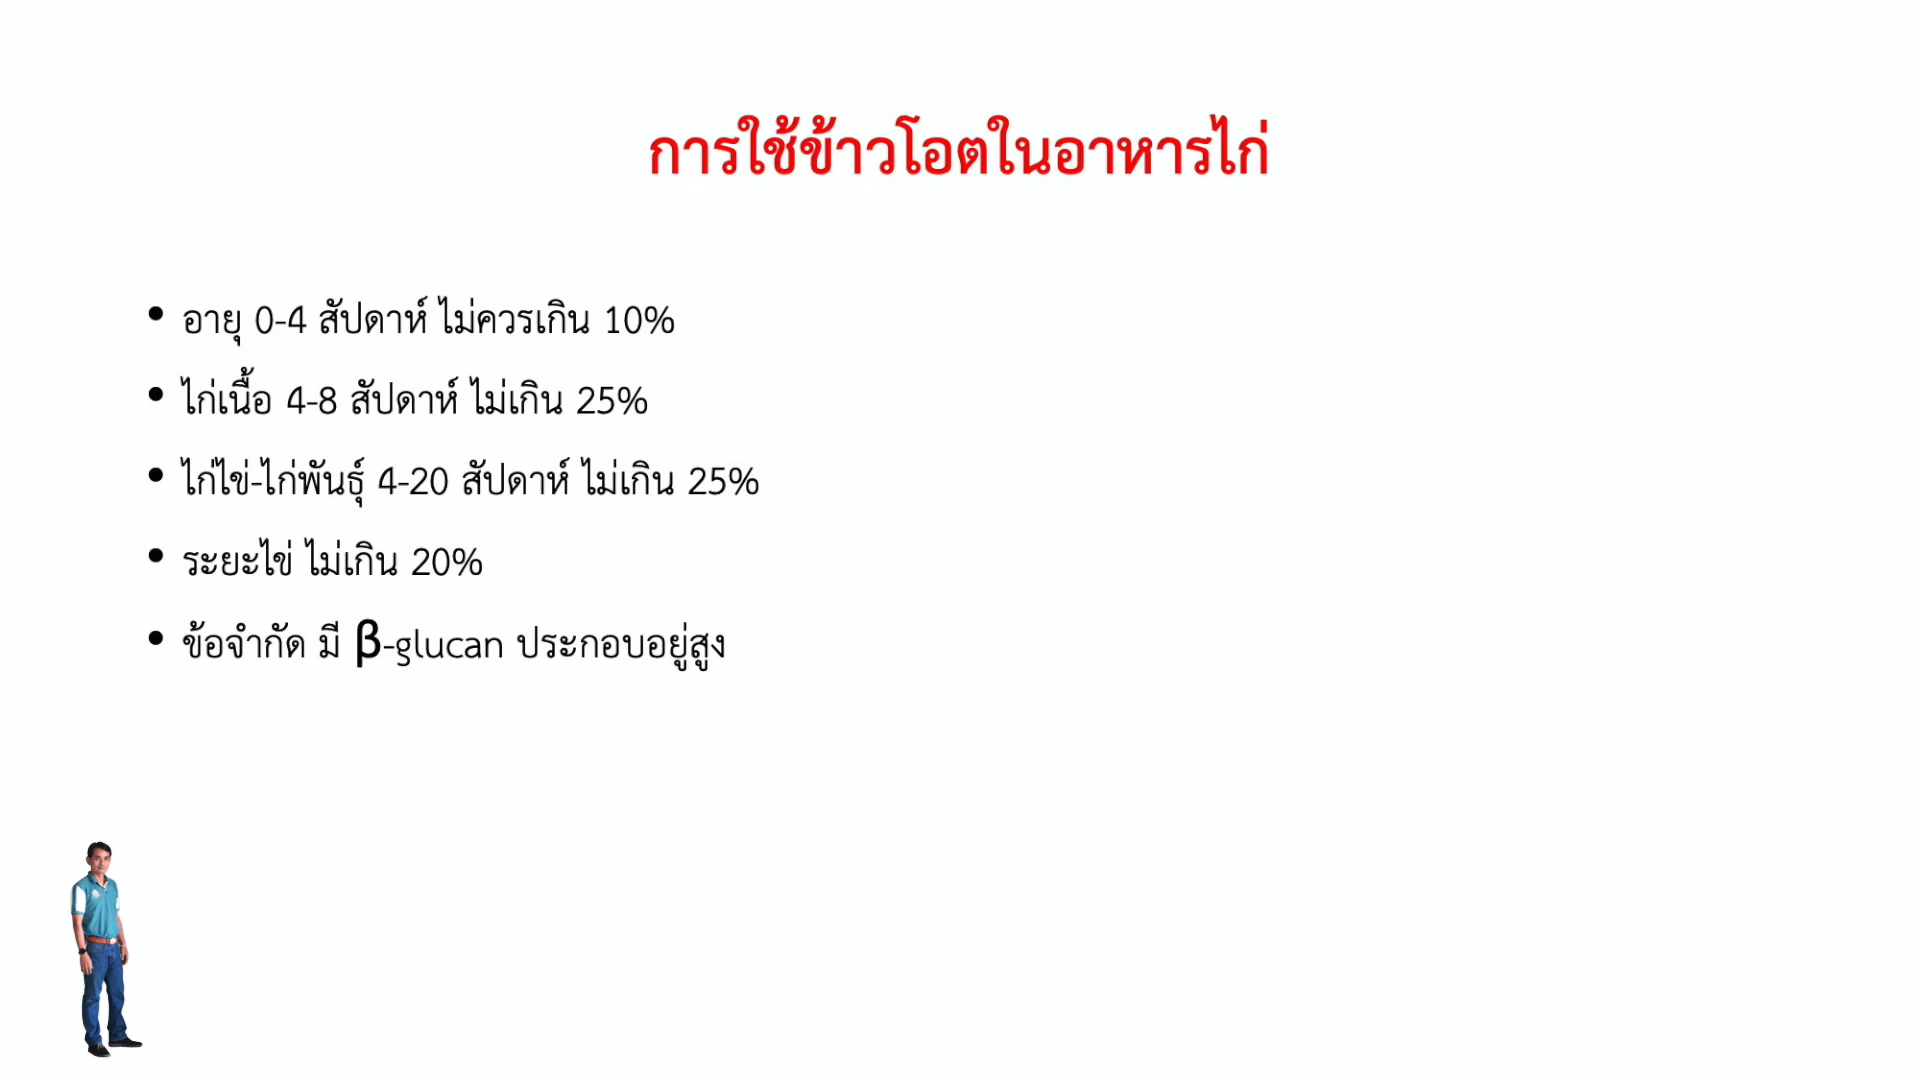 การใช้ข้าวโอตในอาหารไก่
• อายุ 0-4 สัปดาห์ ไม่ควรเกิน 10%
• ไก่เนื้อ 4-8 สัปดาห์ ไม่เกิน 25%
• ไก่ไข่-ไก่พันธุ์ 4-20 สัปดาห์ ไม่เกิน 25%
• ระยะไข่ ไม่เกิน 20%
• ข้อจำกัด มี β-glucan ประกอบอยู่สูง